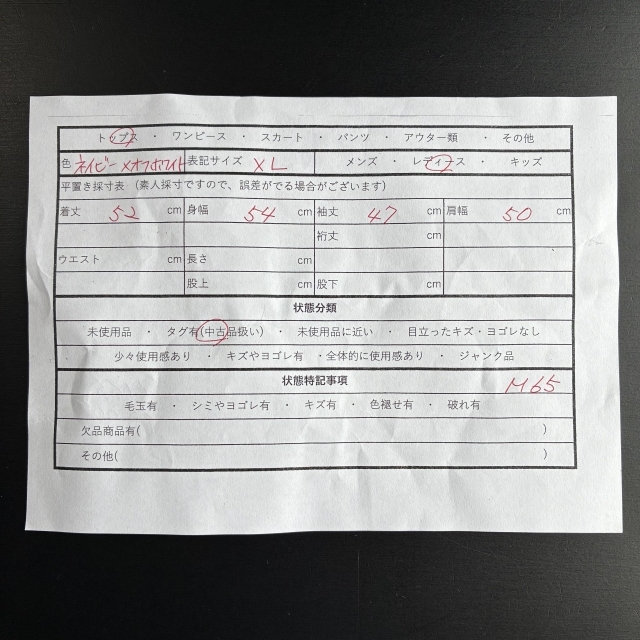 トップス ・ ワンピース ・ スカート ・ パンツ ・ アウター類 ・ その他
色 ネイビー×オフホワイト 表記サイズ XL メンズ ・ レディース ・ キッズ
平置き採寸表 (素人採寸ですので、誤差がでる場合がございます)
着丈 52 cm 身幅 54 cm 袖丈 47 cm 肩幅 50 cm
裄丈 cm
ウエスト cm 長さ cm
股上 cm 股下 cm
状態分類
未使用品 ・ タグ有(中古品扱い) ・ 未使用品に近い ・ 目立ったキズ・ヨゴレなし
少々使用感あり ・ キズやヨゴレ有 ・全体的に使用感あり ・ ジャンク品
状態特記事項 M65
毛玉有 ・ シミやヨゴレ有 ・ キズ有 ・ 色褪せ有 ・ 破れ有
欠品商品有( )
その他( )